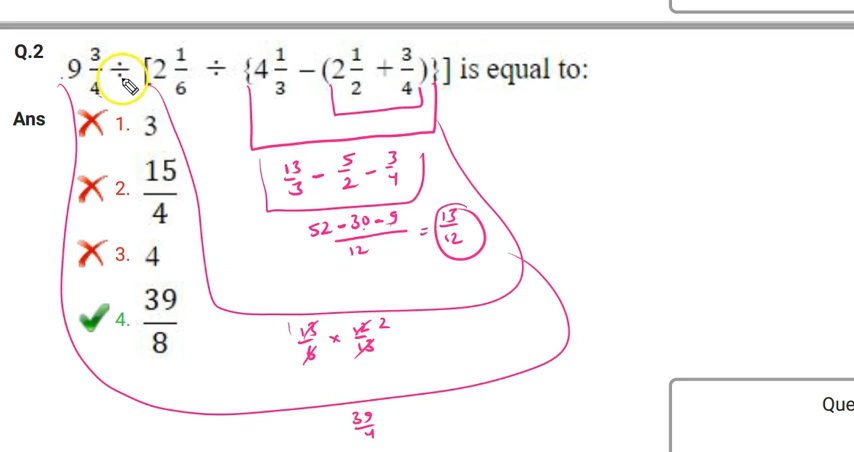 Q.2 9 3/4 ÷ [2 1/6 ÷ {4 1/3 − (2 1/2 + 3/4)}] is equal to:
Ans 1. 3
2. 15/4
3. 4
4. 39/8
13/3 - 5/2 - 3/4
52-30-9/12 = 13/12
1 13/6 × 12/13 2
39/4
Que